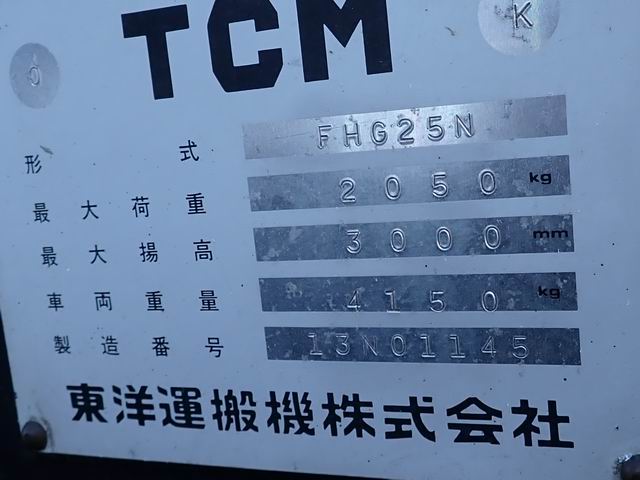 TCM K
0
形式 FHG25N
最大荷重 2050 kg
最大揚高 3000 mm
車両重量 4150 kg
製造番号 13N01145
東洋運搬機株式会社